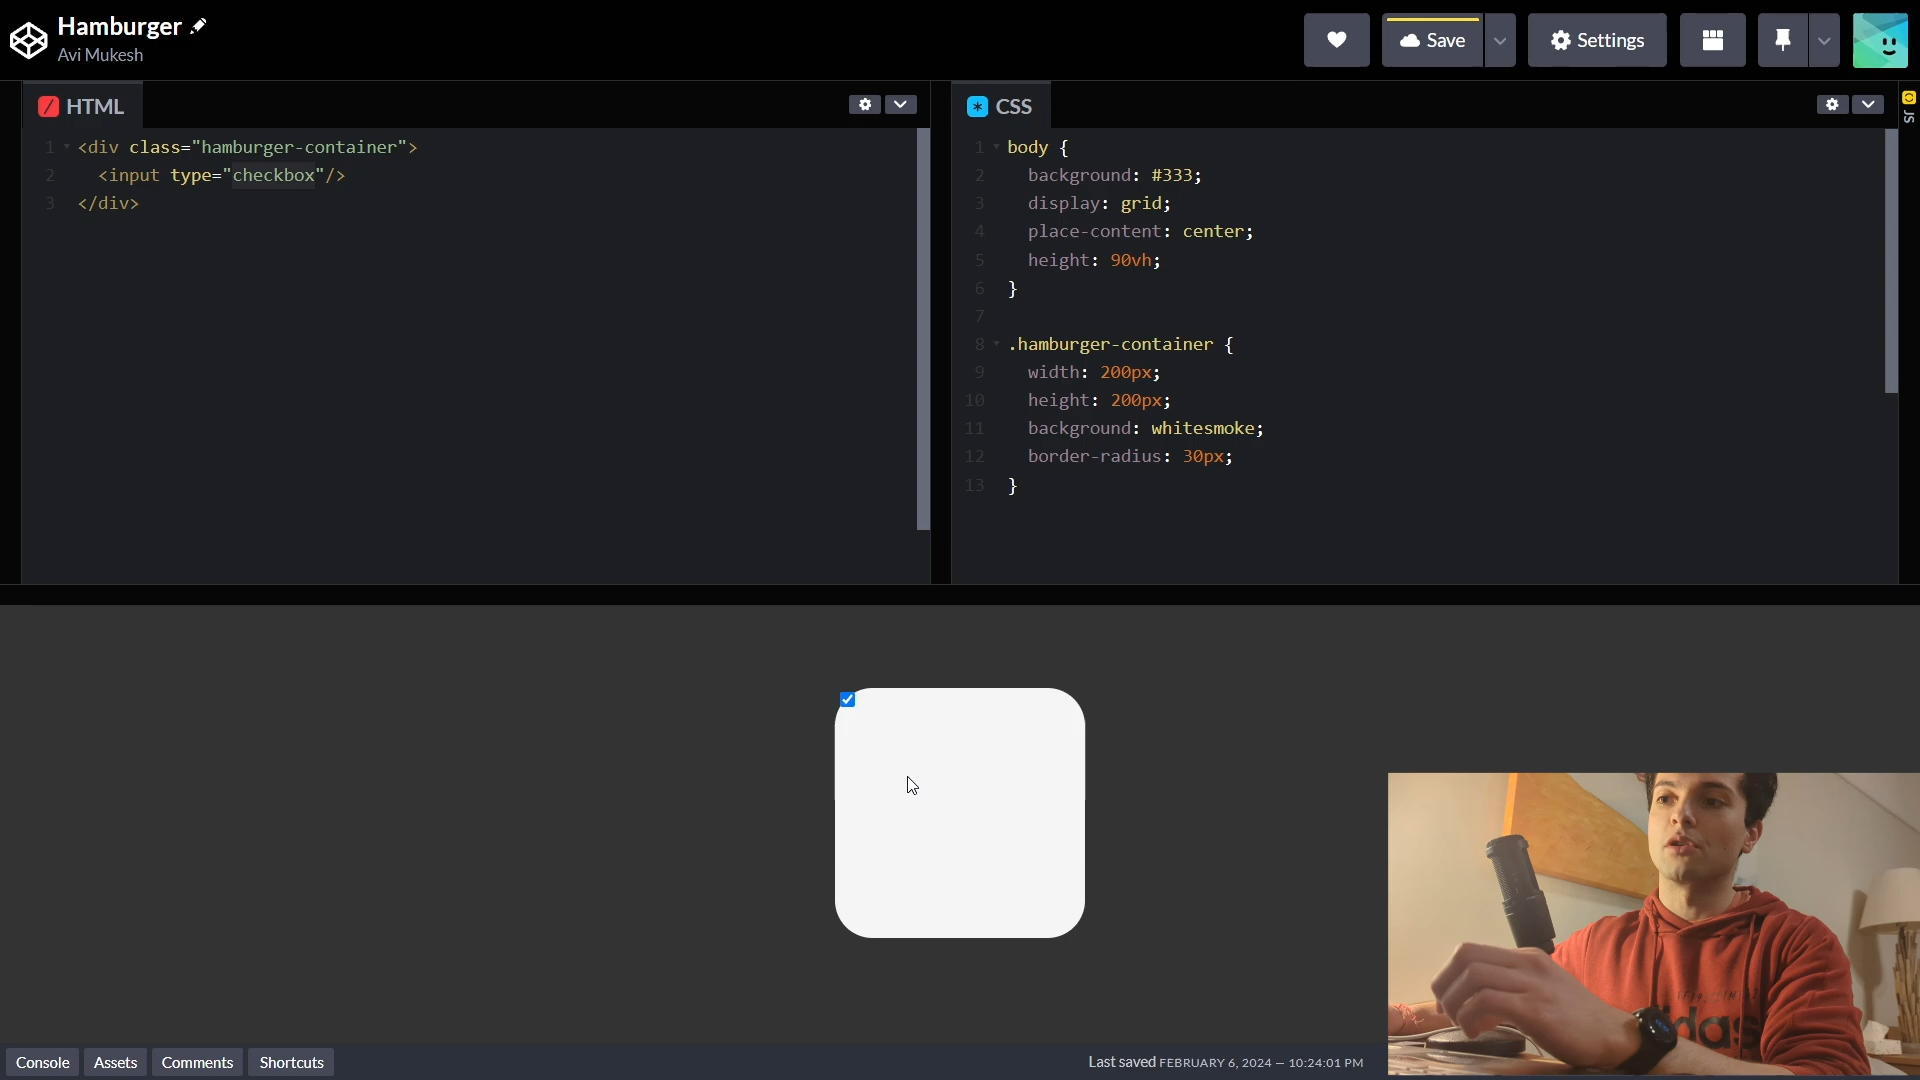 Hamburger
Avi Mukesh
Save
Settings
HTML
1 <div class="hamburger-container">
2 <input type="checkbox"/>
3 </div>
CSS
JS
1 body {
2 background: #333;
3 display: grid;
4 place-content: center;
5 height: 90vh;
6 }
7
8 .hamburger-container {
9 width: 200px;
10 height: 200px;
11 background: whitesmoke;
12 border-radius: 30px;
13 }
Console
Assets
Comments
Shortcuts
Last saved FEBRUARY 6, 2024 — 10:24:01 PM